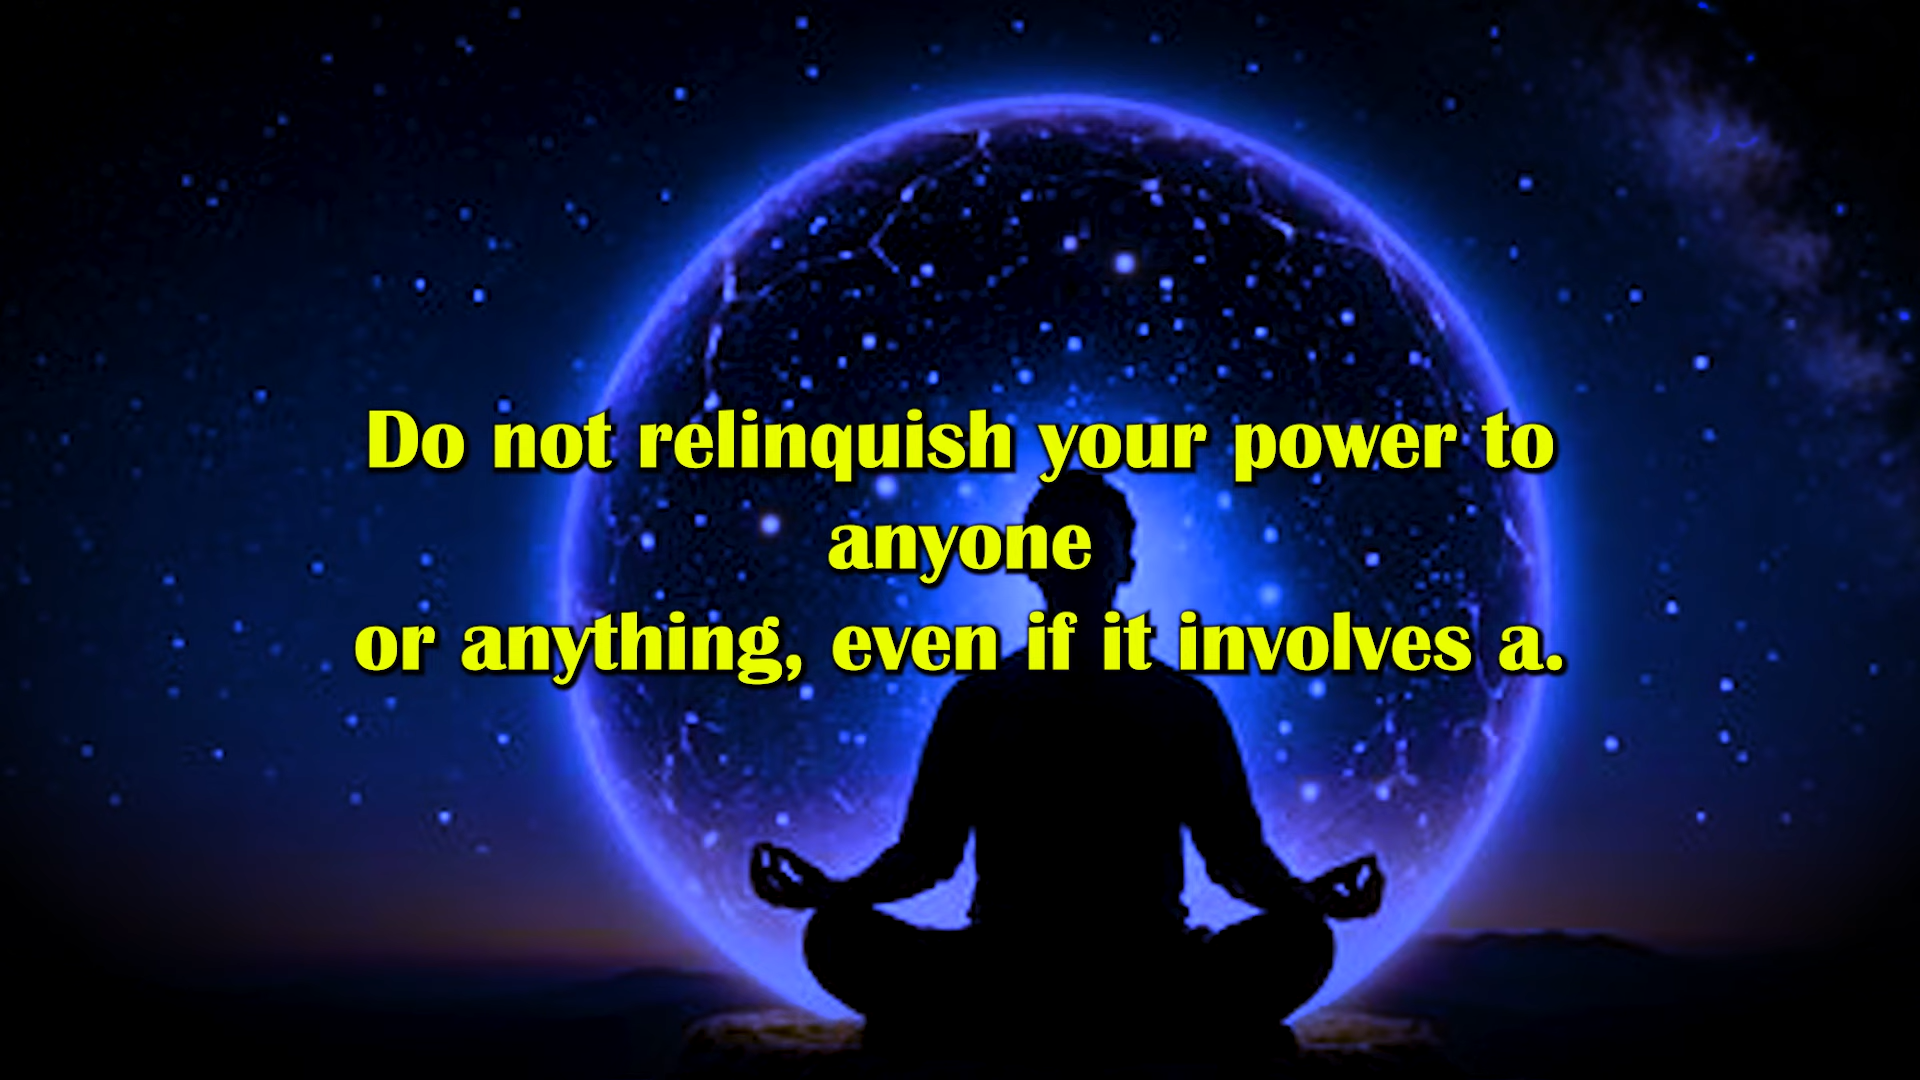 Do not relinquish your power to
anyone
or anything, even if it involves a.